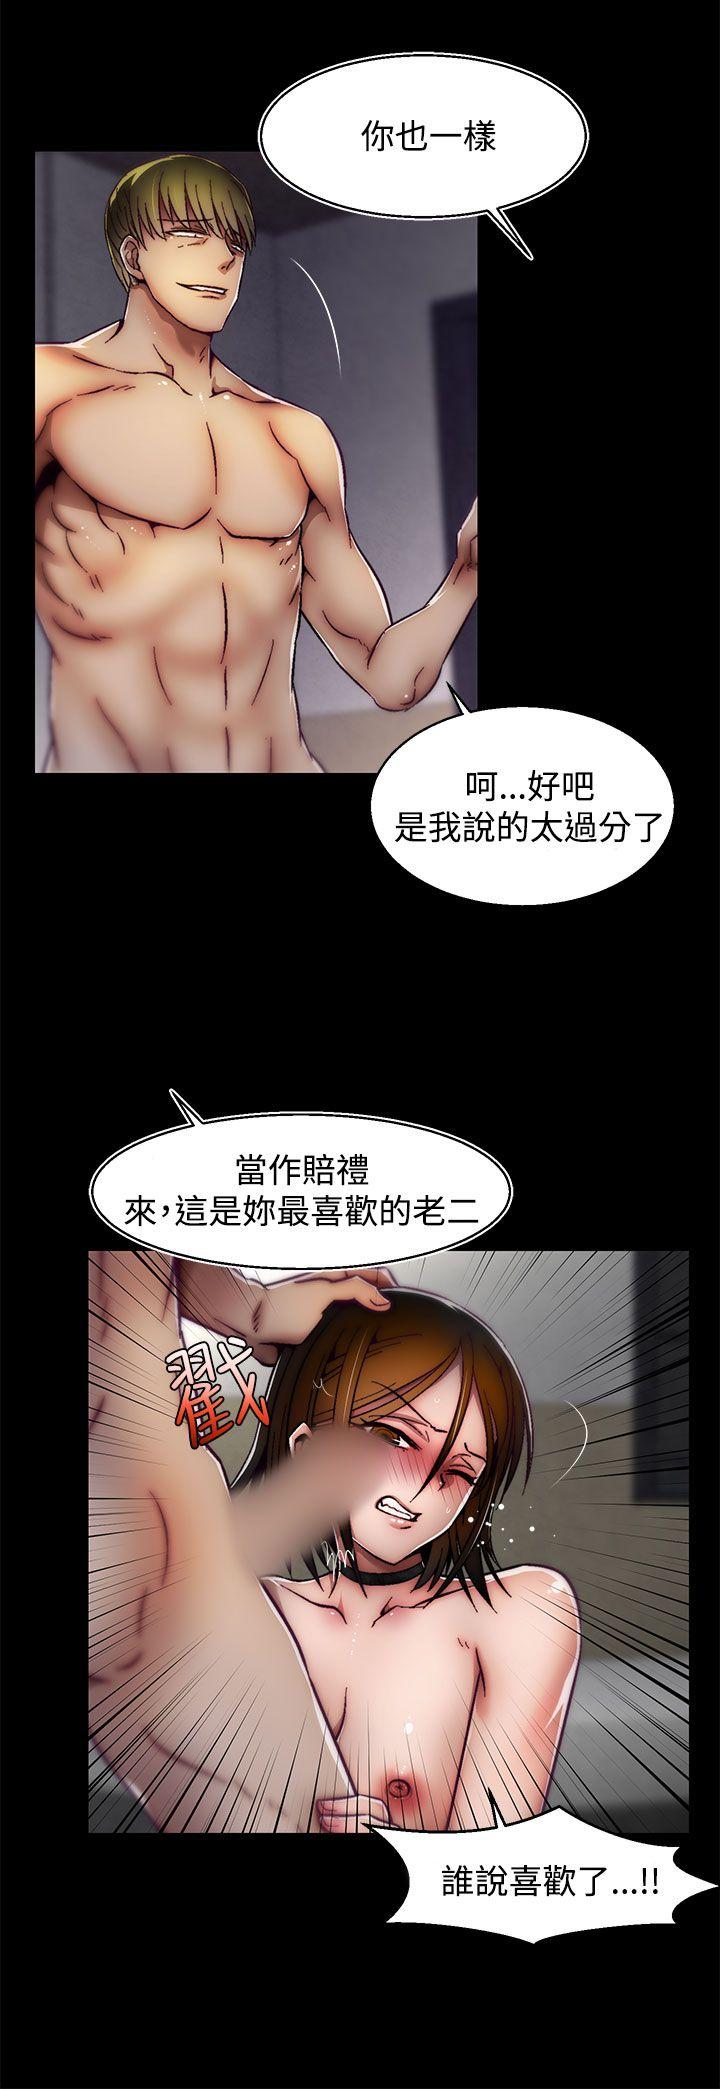 你也一樣
呵...好吧
是我說的太過分了
當作賠禮
來，這是妳最喜歡的老二
戳
誰說喜歡了...!!